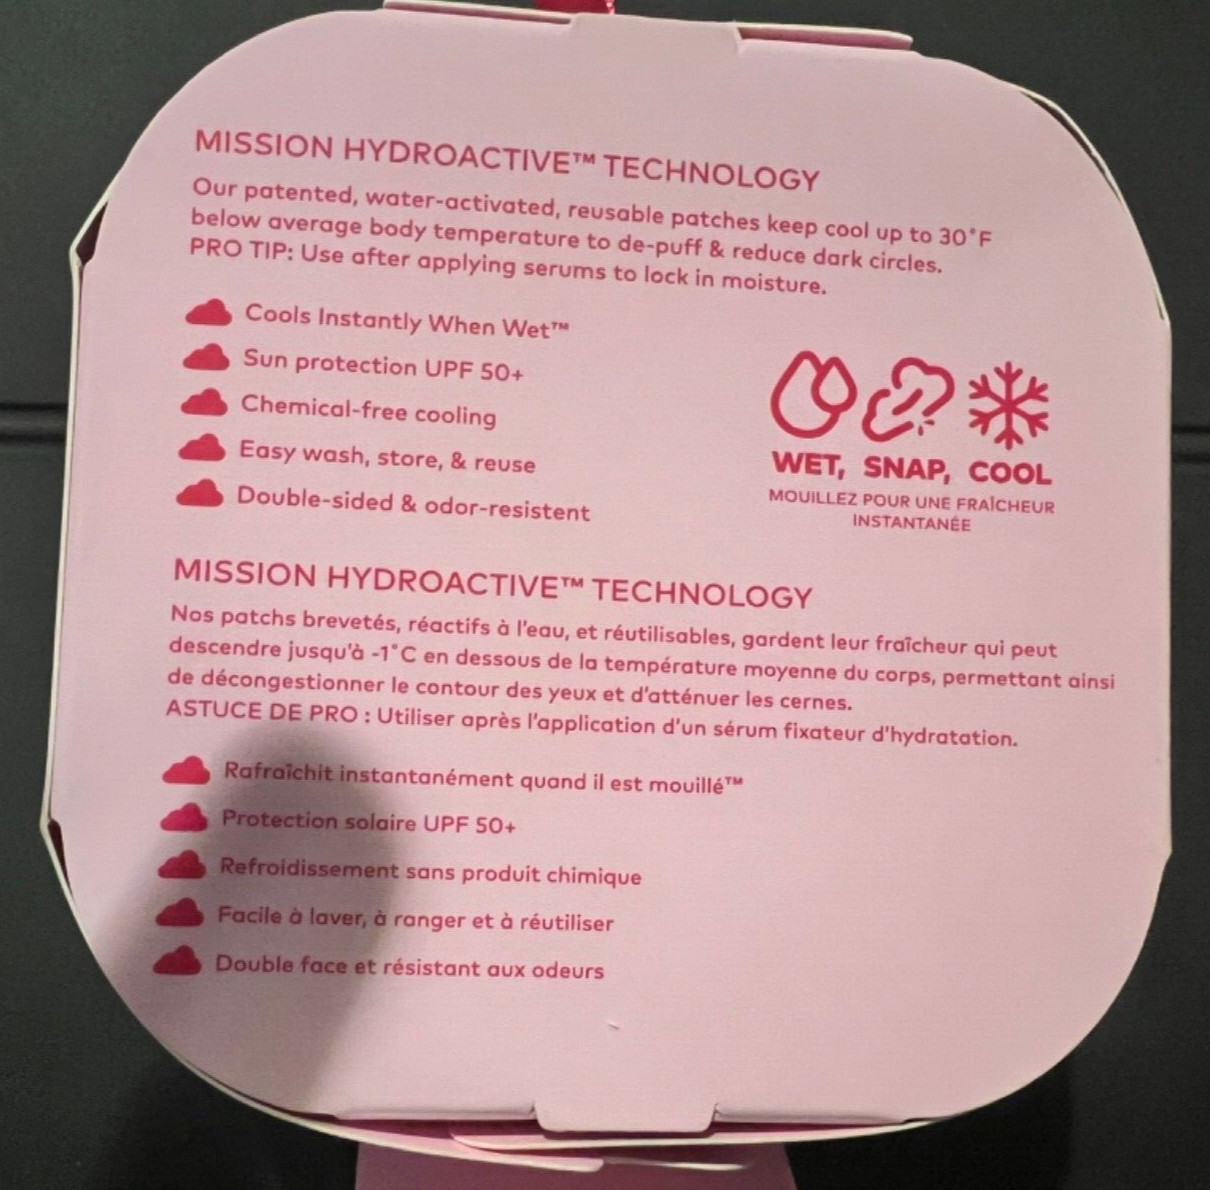 MISSION HYDROACTIVE™ TECHNOLOGY
Our patented, water-activated, reusable patches keep cool up to 30°F
below average body temperature to de-puff & reduce dark circles.
PRO TIP: Use after applying serums to lock in moisture.
Cools Instantly When Wet™
Sun protection UPF 50+
Chemical-free cooling
Easy wash, store, & reuse
Double-sided & odor-resistent
WET, SNAP, COOL
MOUILLEZ POUR UNE FRAÎCHEUR
INSTANTANÉE
MISSION HYDROACTIVE™ TECHNOLOGY
Nos patchs brevetés, réactifs à l'eau, et réutilisables, gardent leur fraîcheur qui peut
descendre jusqu'à -1°C en dessous de la température moyenne du corps, permettant ainsi
de décongestionner le contour des yeux et d'atténuer les cernes.
ASTUCE DE PRO : Utiliser après l'application d'un sérum fixateur d'hydratation.
Rafraîchit instantanément quand il est mouillé™
Protection solaire UPF 50+
Refroidissement sans produit chimique
Facile à laver, à ranger et à réutiliser
Double face et résistant aux odeurs